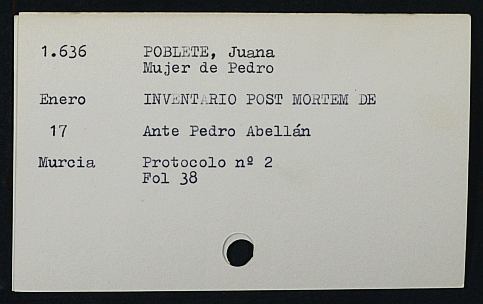 1.636 POBLETE, Juana
Mujer de Pedro
Enero INVENTARIO POST MORTEM DE
17 Ante Pedro Abellán
Murcia Protocolo nº 2
Fol 38